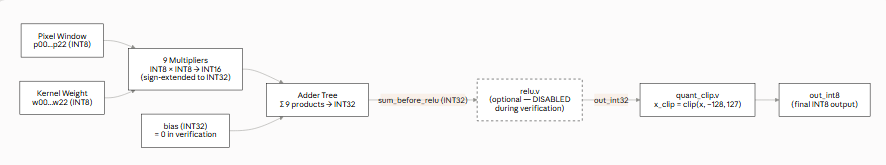 Pixel Window
p00...p22 (INT8)
Kernel Weight
w00...w22 (INT8)
9 Multipliers
INT8 × INT8 → INT16
(sign-extended to INT32)
bias (INT32)
= 0 in verification
Adder Tree
Σ 9 products → INT32
sum_before_relu (INT32)
relu.v
(optional — DISABLED
during verification)
out_int32
quant_clip.v
x_clip = clip(x, −128, 127)
out_int8
(final INT8 output)